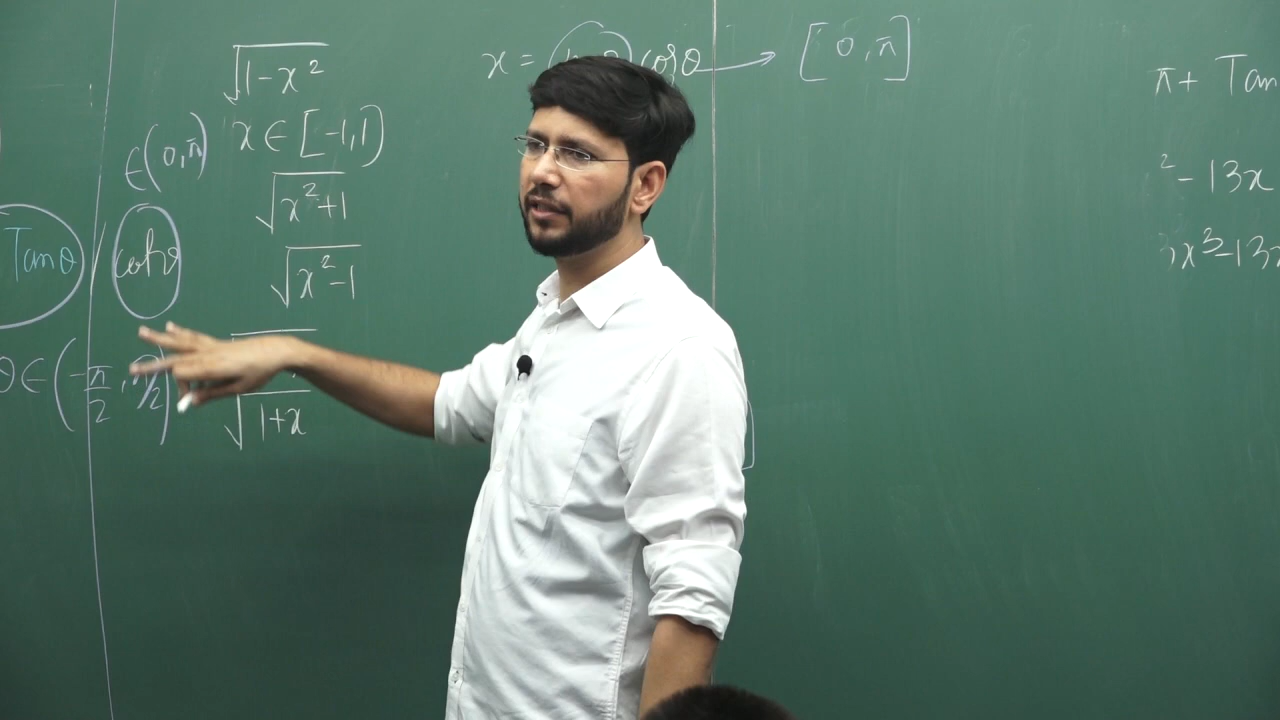 √(1-x²)
x ∈ [-1,1)
∈(0,π)
√(x²+1)
Tanθ / cotθ
√(x²-1)
θ∈(-π/2, π/2)
√(1+x)
x = cosθ → [0,π]
π + Tan
² - 13x
x³-13x